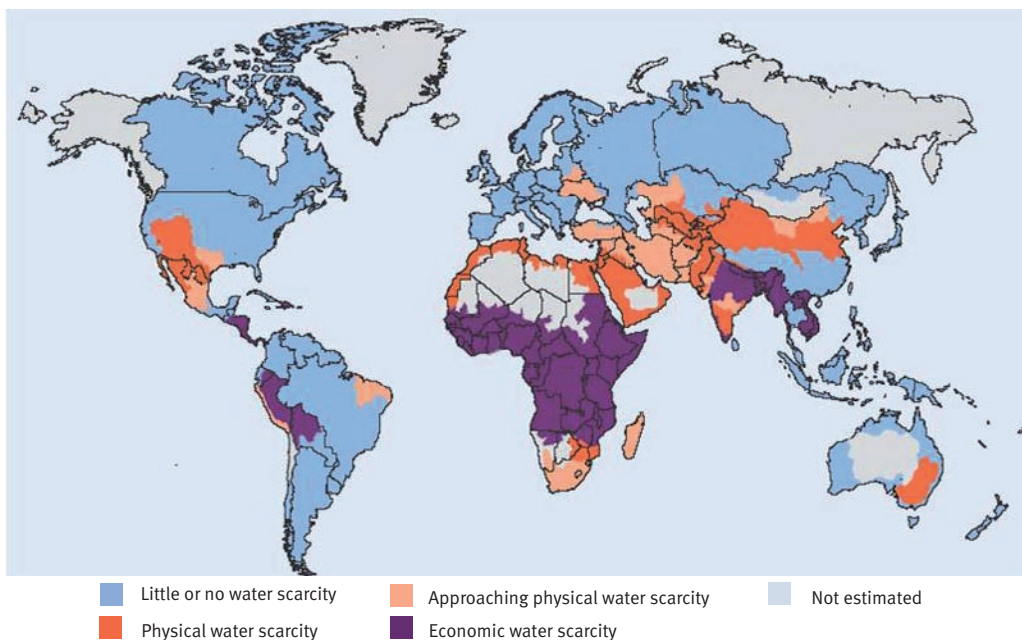 Little or no water scarcity
Approaching physical water scarcity
Not estimated
Physical water scarcity
Economic water scarcity